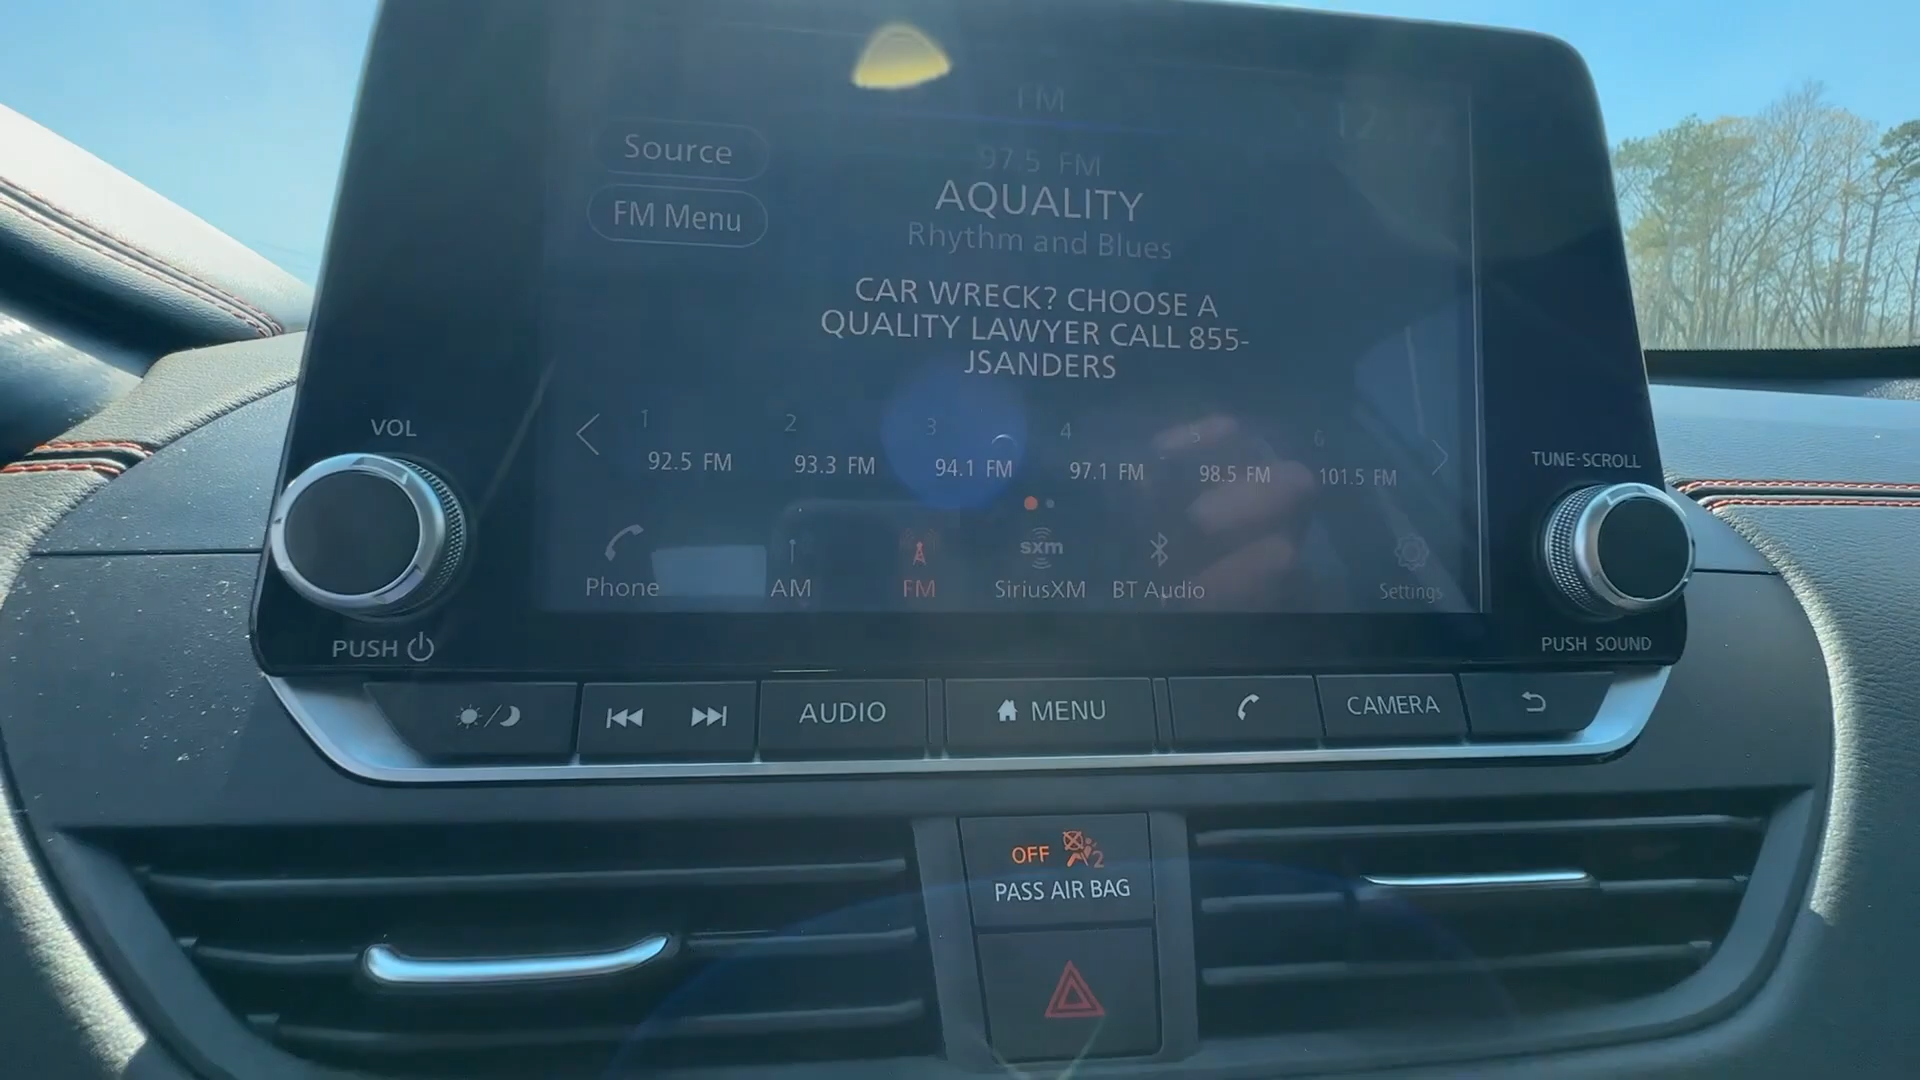 FM
Source
97.5 FM
AQUALITY
FM Menu
Rhythm and Blues
CAR WRECK? CHOOSE A
QUALITY LAWYER CALL 855-
JSANDERS
1 2 3 4 5 6
92.5 FM 93.3 FM 94.1 FM 97.1 FM 98.5 FM 101.5 FM
VOL
TUNE·SCROLL
sxm
Phone AM FM SiriusXM BT Audio Settings
PUSH
PUSH SOUND
AUDIO MENU CAMERA
OFF 2
PASS AIR BAG